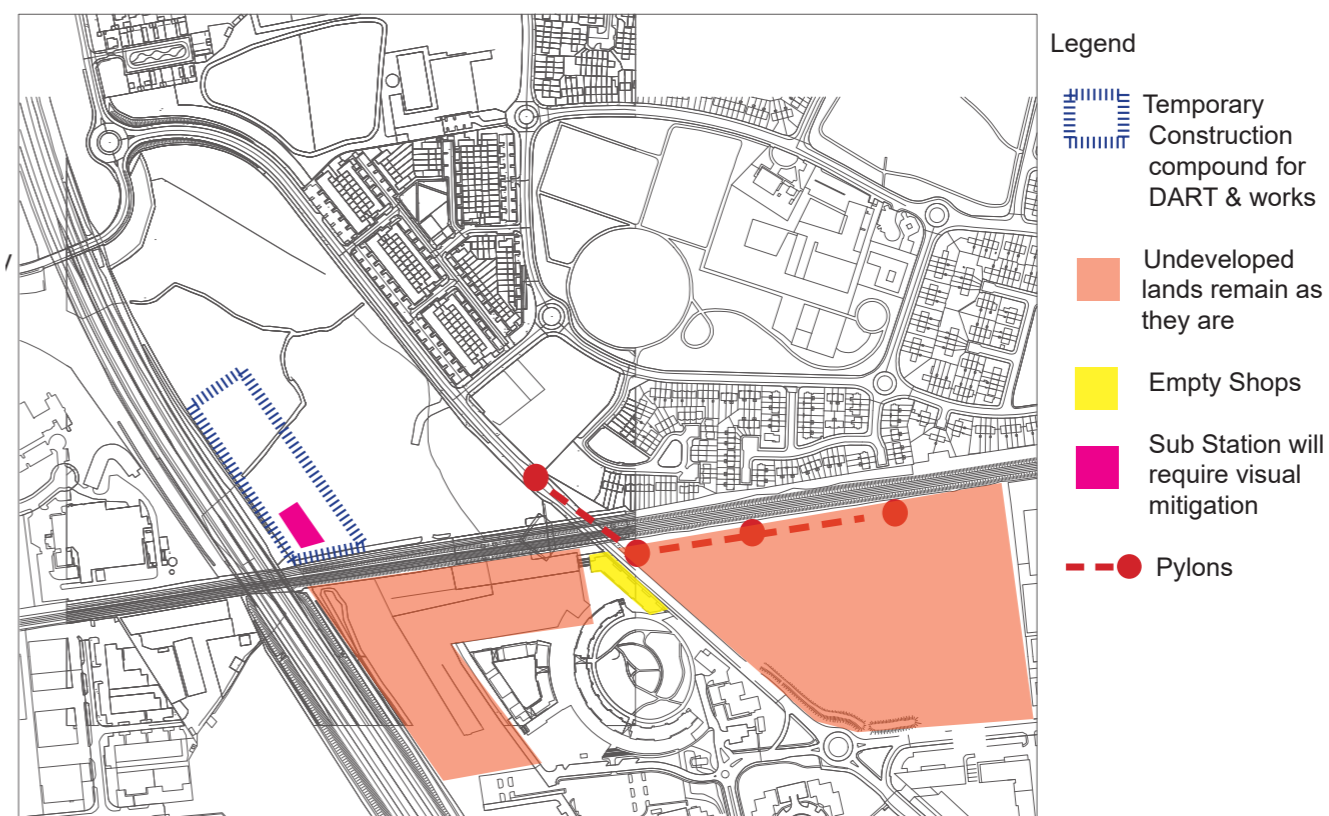 Legend
Temporary
Construction
compound for
DART & works
Undeveloped
lands remain as
they are
Empty Shops
Sub Station will
require visual
mitigation
Pylons